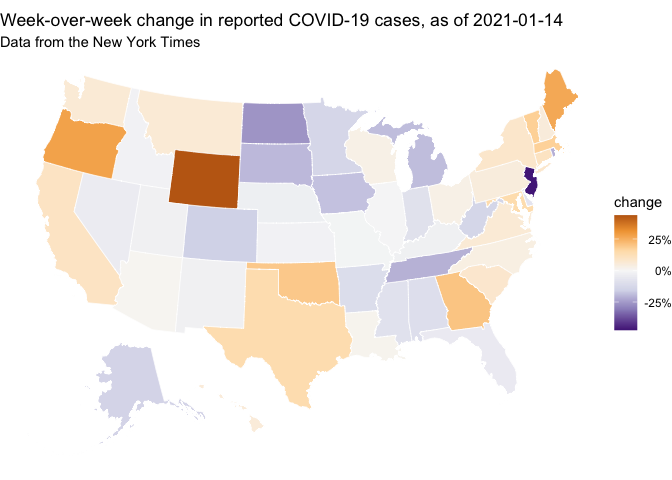 Week-over-week change in reported COVID-19 cases, as of 2021-01-14
Data from the New York Times
change
25%
0%
-25%